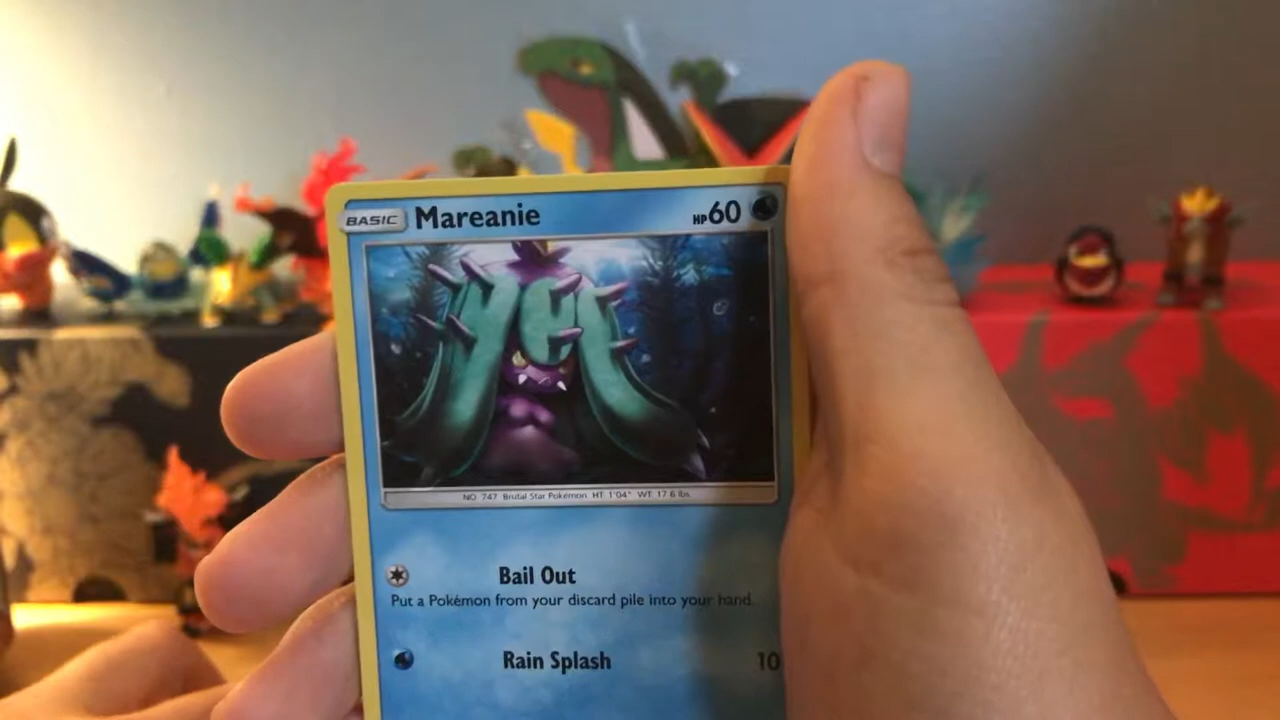 BASIC Mareanie HP60
NO. 747 Brutal Star Pokémon HT 1'04" WT 17.6 lbs.
Bail Out
Put a Pokémon from your discard pile into your hand.
Rain Splash 10